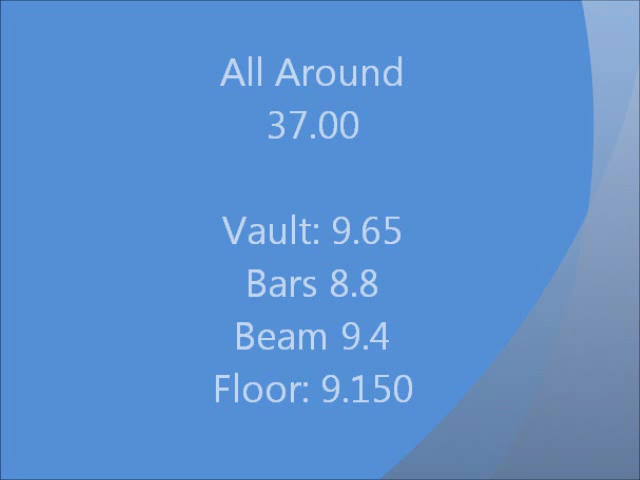 All Around
37.00
Vault: 9.65
Bars 8.8
Beam 9.4
Floor: 9.150